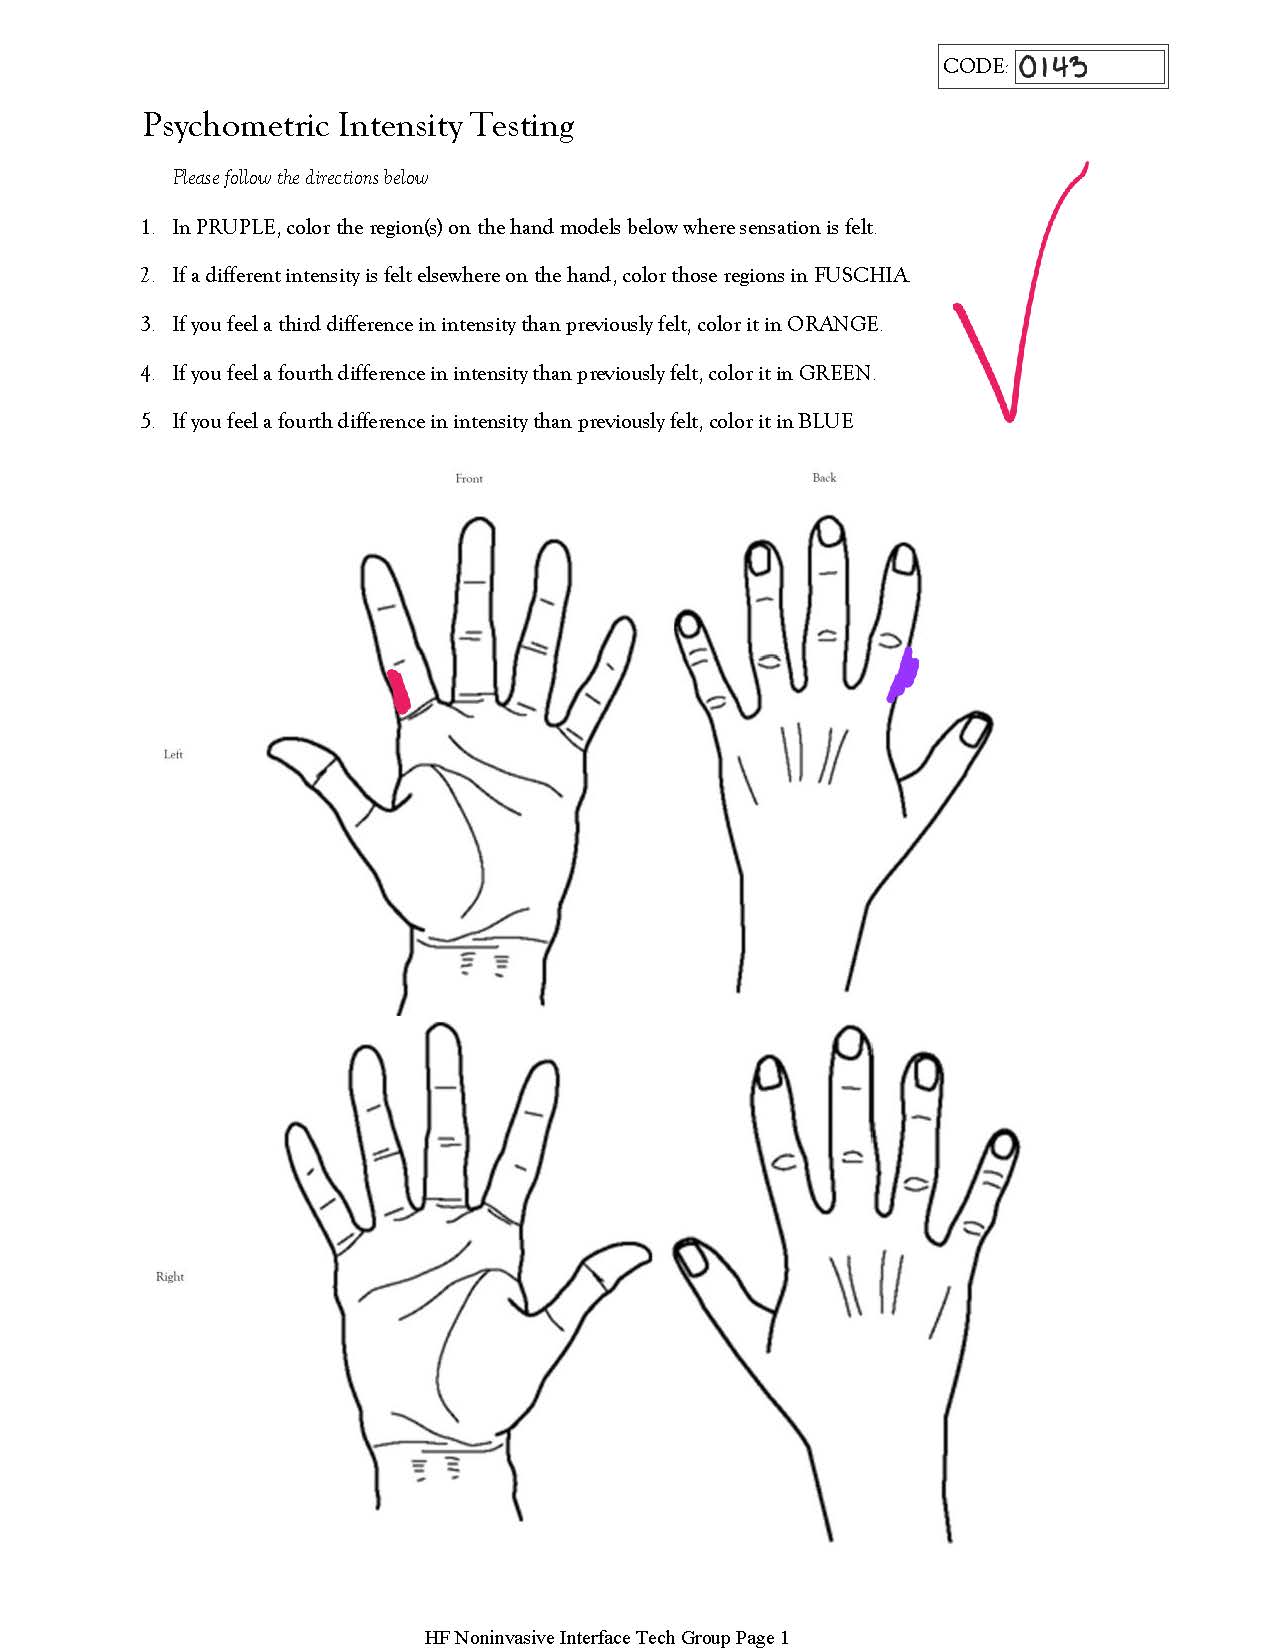 CODE: 0143
Psychometric Intensity Testing
Please follow the directions below
1. In PRUPLE, color the region(s) on the hand models below where sensation is felt.
2. If a different intensity is felt elsewhere on the hand, color those regions in FUSCHIA.
3. If you feel a third difference in intensity than previously felt, color it in ORANGE.
4. If you feel a fourth difference in intensity than previously felt, color it in GREEN.
5. If you feel a fourth difference in intensity than previously felt, color it in BLUE
Front Back
Left
Right
HF Noninvasive Interface Tech Group Page 1